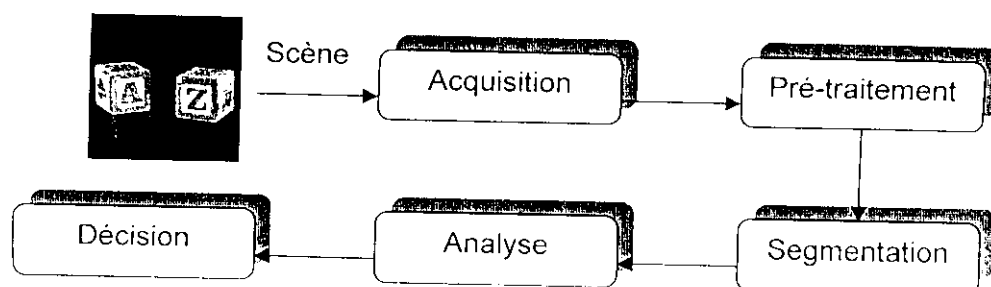 Scène
Acquisition
Pré-traitement
A
Z
Segmentation
Analyse
Décision